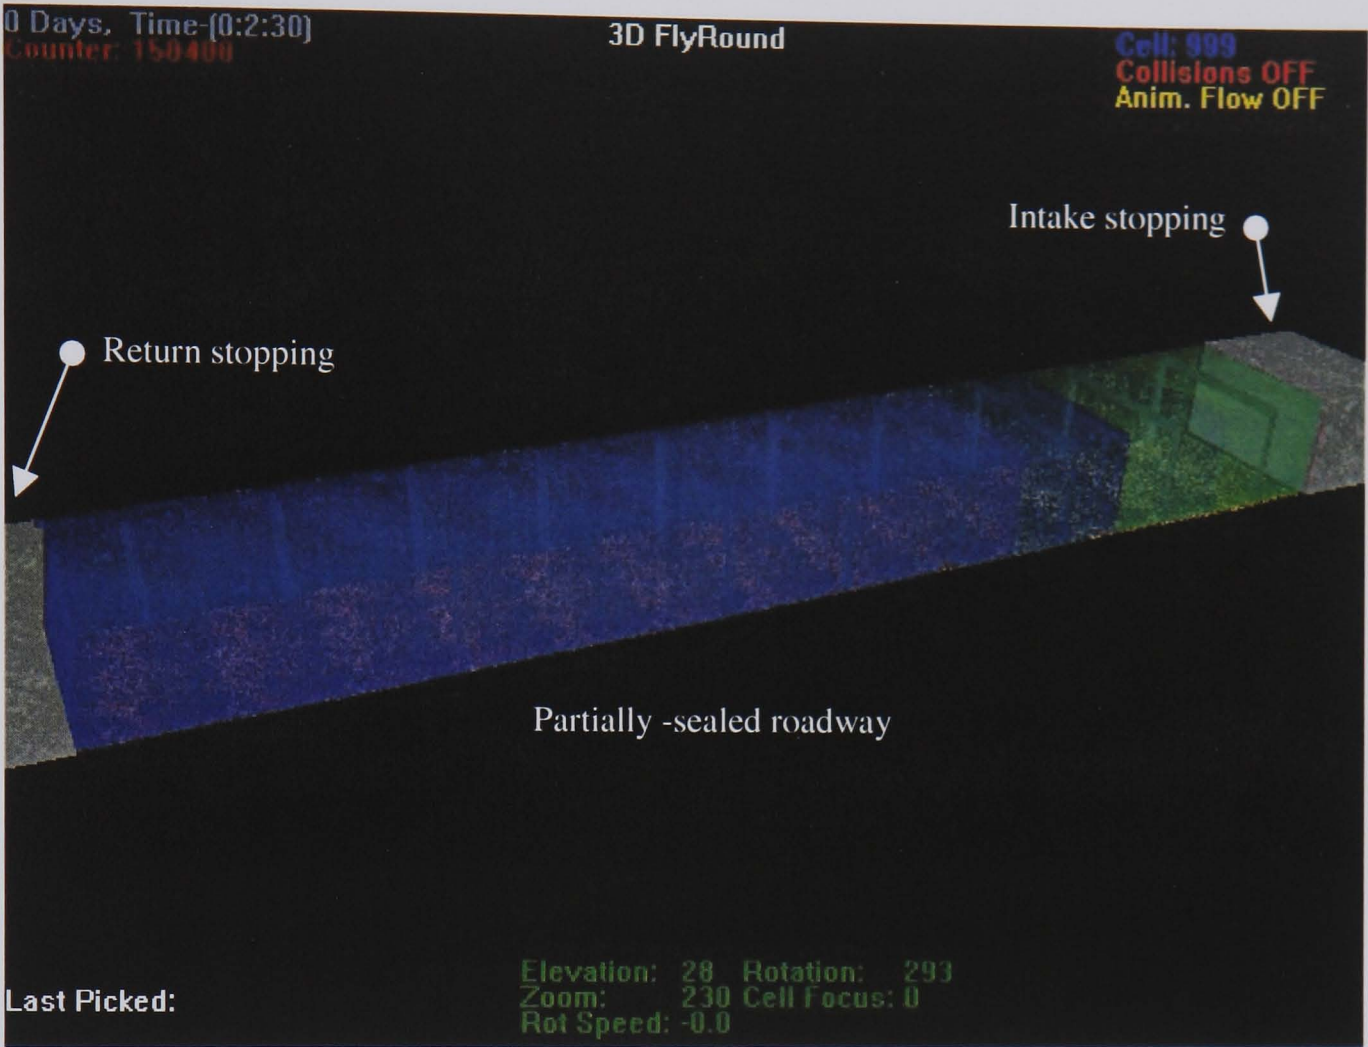 0 Days, Time-(0:2:30)
Counter: 150400
3D FlyRound
Cell: 999
Collisions OFF
Anim. Flow OFF
Intake stopping
Return stopping
Partially -sealed roadway
Elevation: 28 Rotation: 293
Zoom: 230 Cell Focus: 0
Rot Speed: -0.0
Last Picked: